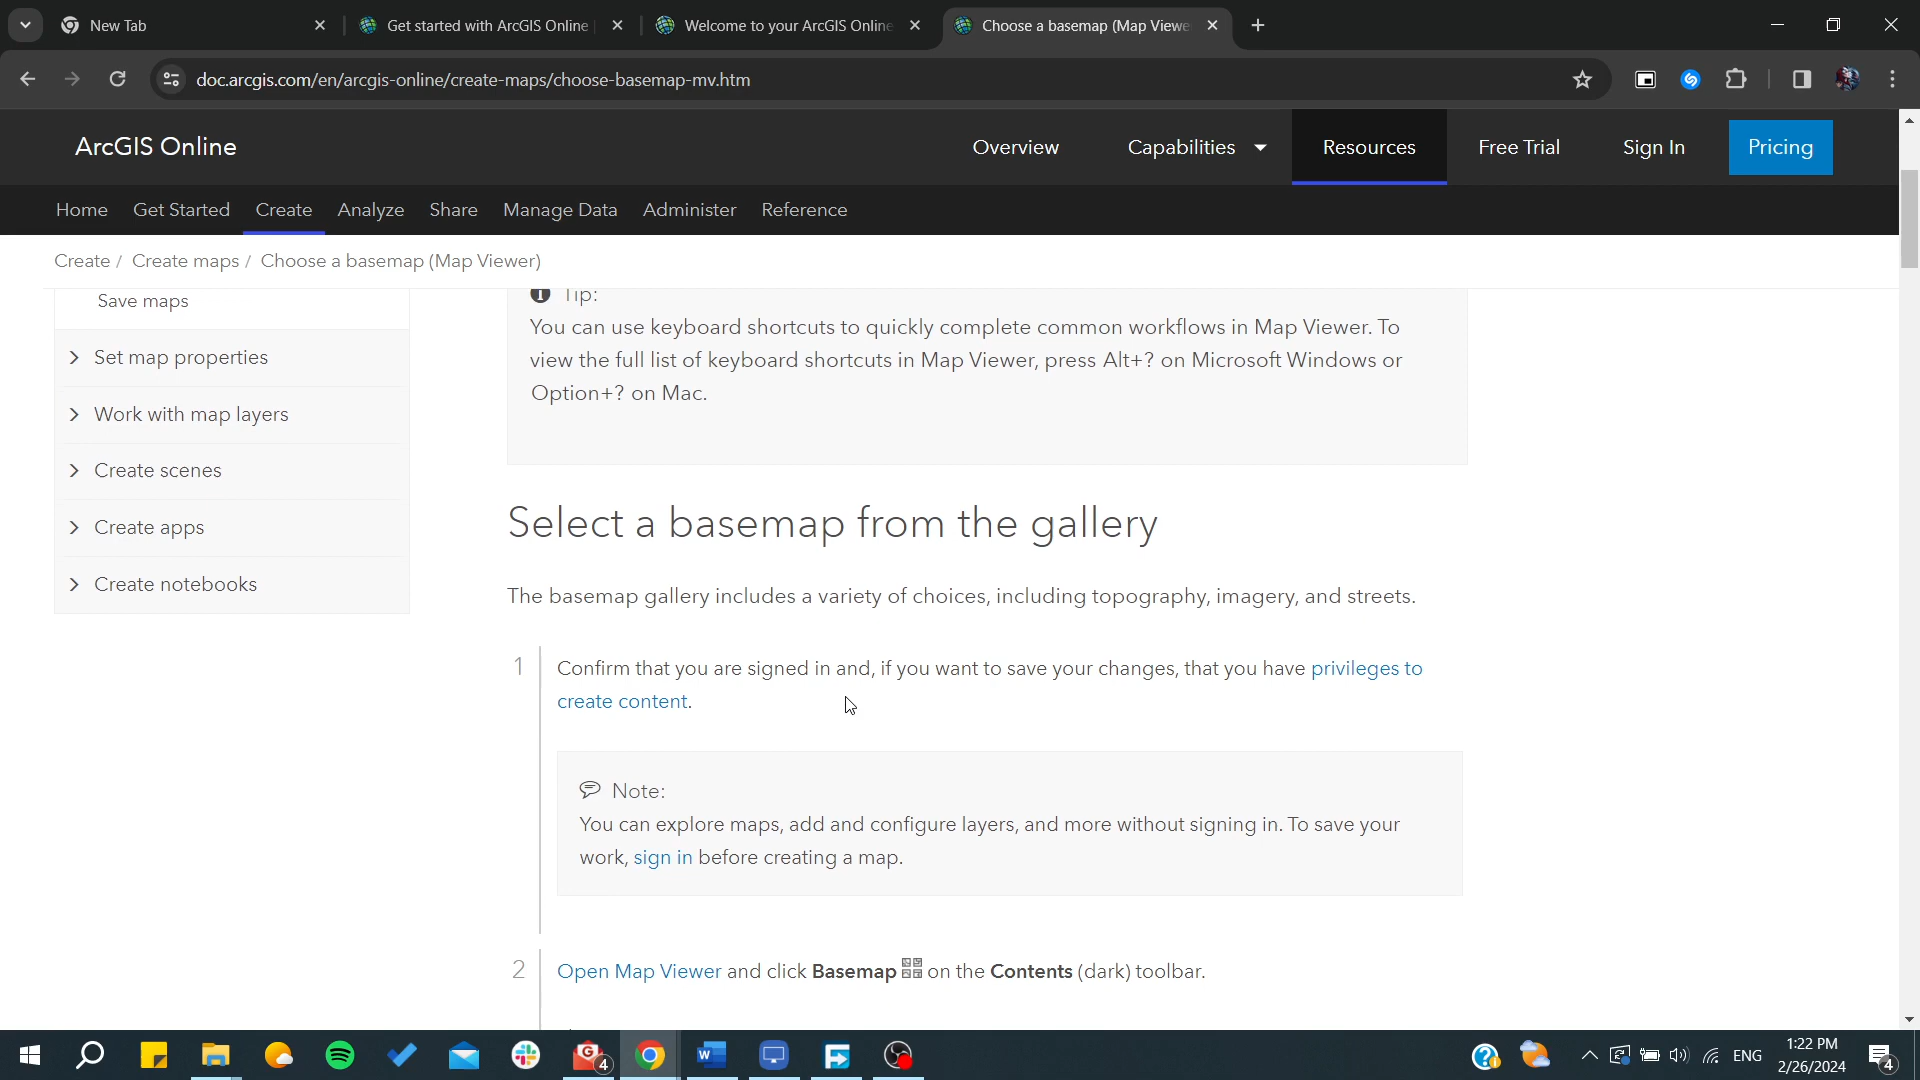 New Tab
Get started with ArcGIS Online
Welcome to your ArcGIS Online
Choose a basemap (Map Viewe
doc.arcgis.com/en/arcgis-online/create-maps/choose-basemap-mv.htm
ArcGIS Online
Overview
Capabilities
Resources
Free Trial
Sign In
Pricing
Home
Get Started
Create
Analyze
Share
Manage Data
Administer
Reference
Create / Create maps / Choose a basemap (Map Viewer)
Save maps
Set map properties
Work with map layers
Create scenes
Create apps
Create notebooks
Tip:
You can use keyboard shortcuts to quickly complete common workflows in Map Viewer. To
view the full list of keyboard shortcuts in Map Viewer, press Alt+? on Microsoft Windows or
Option+? on Mac.
Select a basemap from the gallery
The basemap gallery includes a variety of choices, including topography, imagery, and streets.
1 Confirm that you are signed in and, if you want to save your changes, that you have privileges to
create content.
Note:
You can explore maps, add and configure layers, and more without signing in. To save your
work, sign in before creating a map.
2 Open Map Viewer and click Basemap on the Contents (dark) toolbar.
4
ENG
1:22 PM
2/26/2024
4